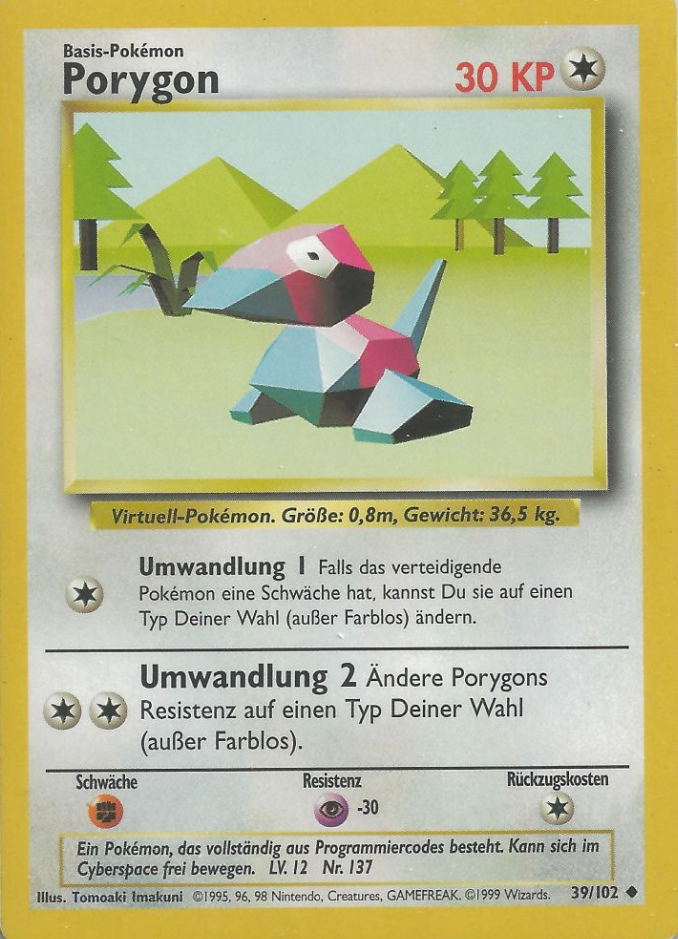 Basis-Pokémon
Porygon
30 KP
Virtuell-Pokémon. Größe: 0,8m, Gewicht: 36,5 kg.
Umwandlung 1 Falls das verteidigende
Pokémon eine Schwäche hat, kannst Du sie auf einen
Typ Deiner Wahl (außer Farblos) ändern.
Umwandlung 2 Ändere Porygons
Resistenz auf einen Typ Deiner Wahl
(außer Farblos).
Schwäche Resistenz Rückzugskosten
-30
Ein Pokémon, das vollständig aus Programmiercodes besteht. Kann sich im
Cyberspace frei bewegen. LV. 12 Nr. 137
Illus. Tomoaki Imakuni ©1995, 96, 98 Nintendo, Creatures, GAMEFREAK. ©1999 Wizards. 39/102